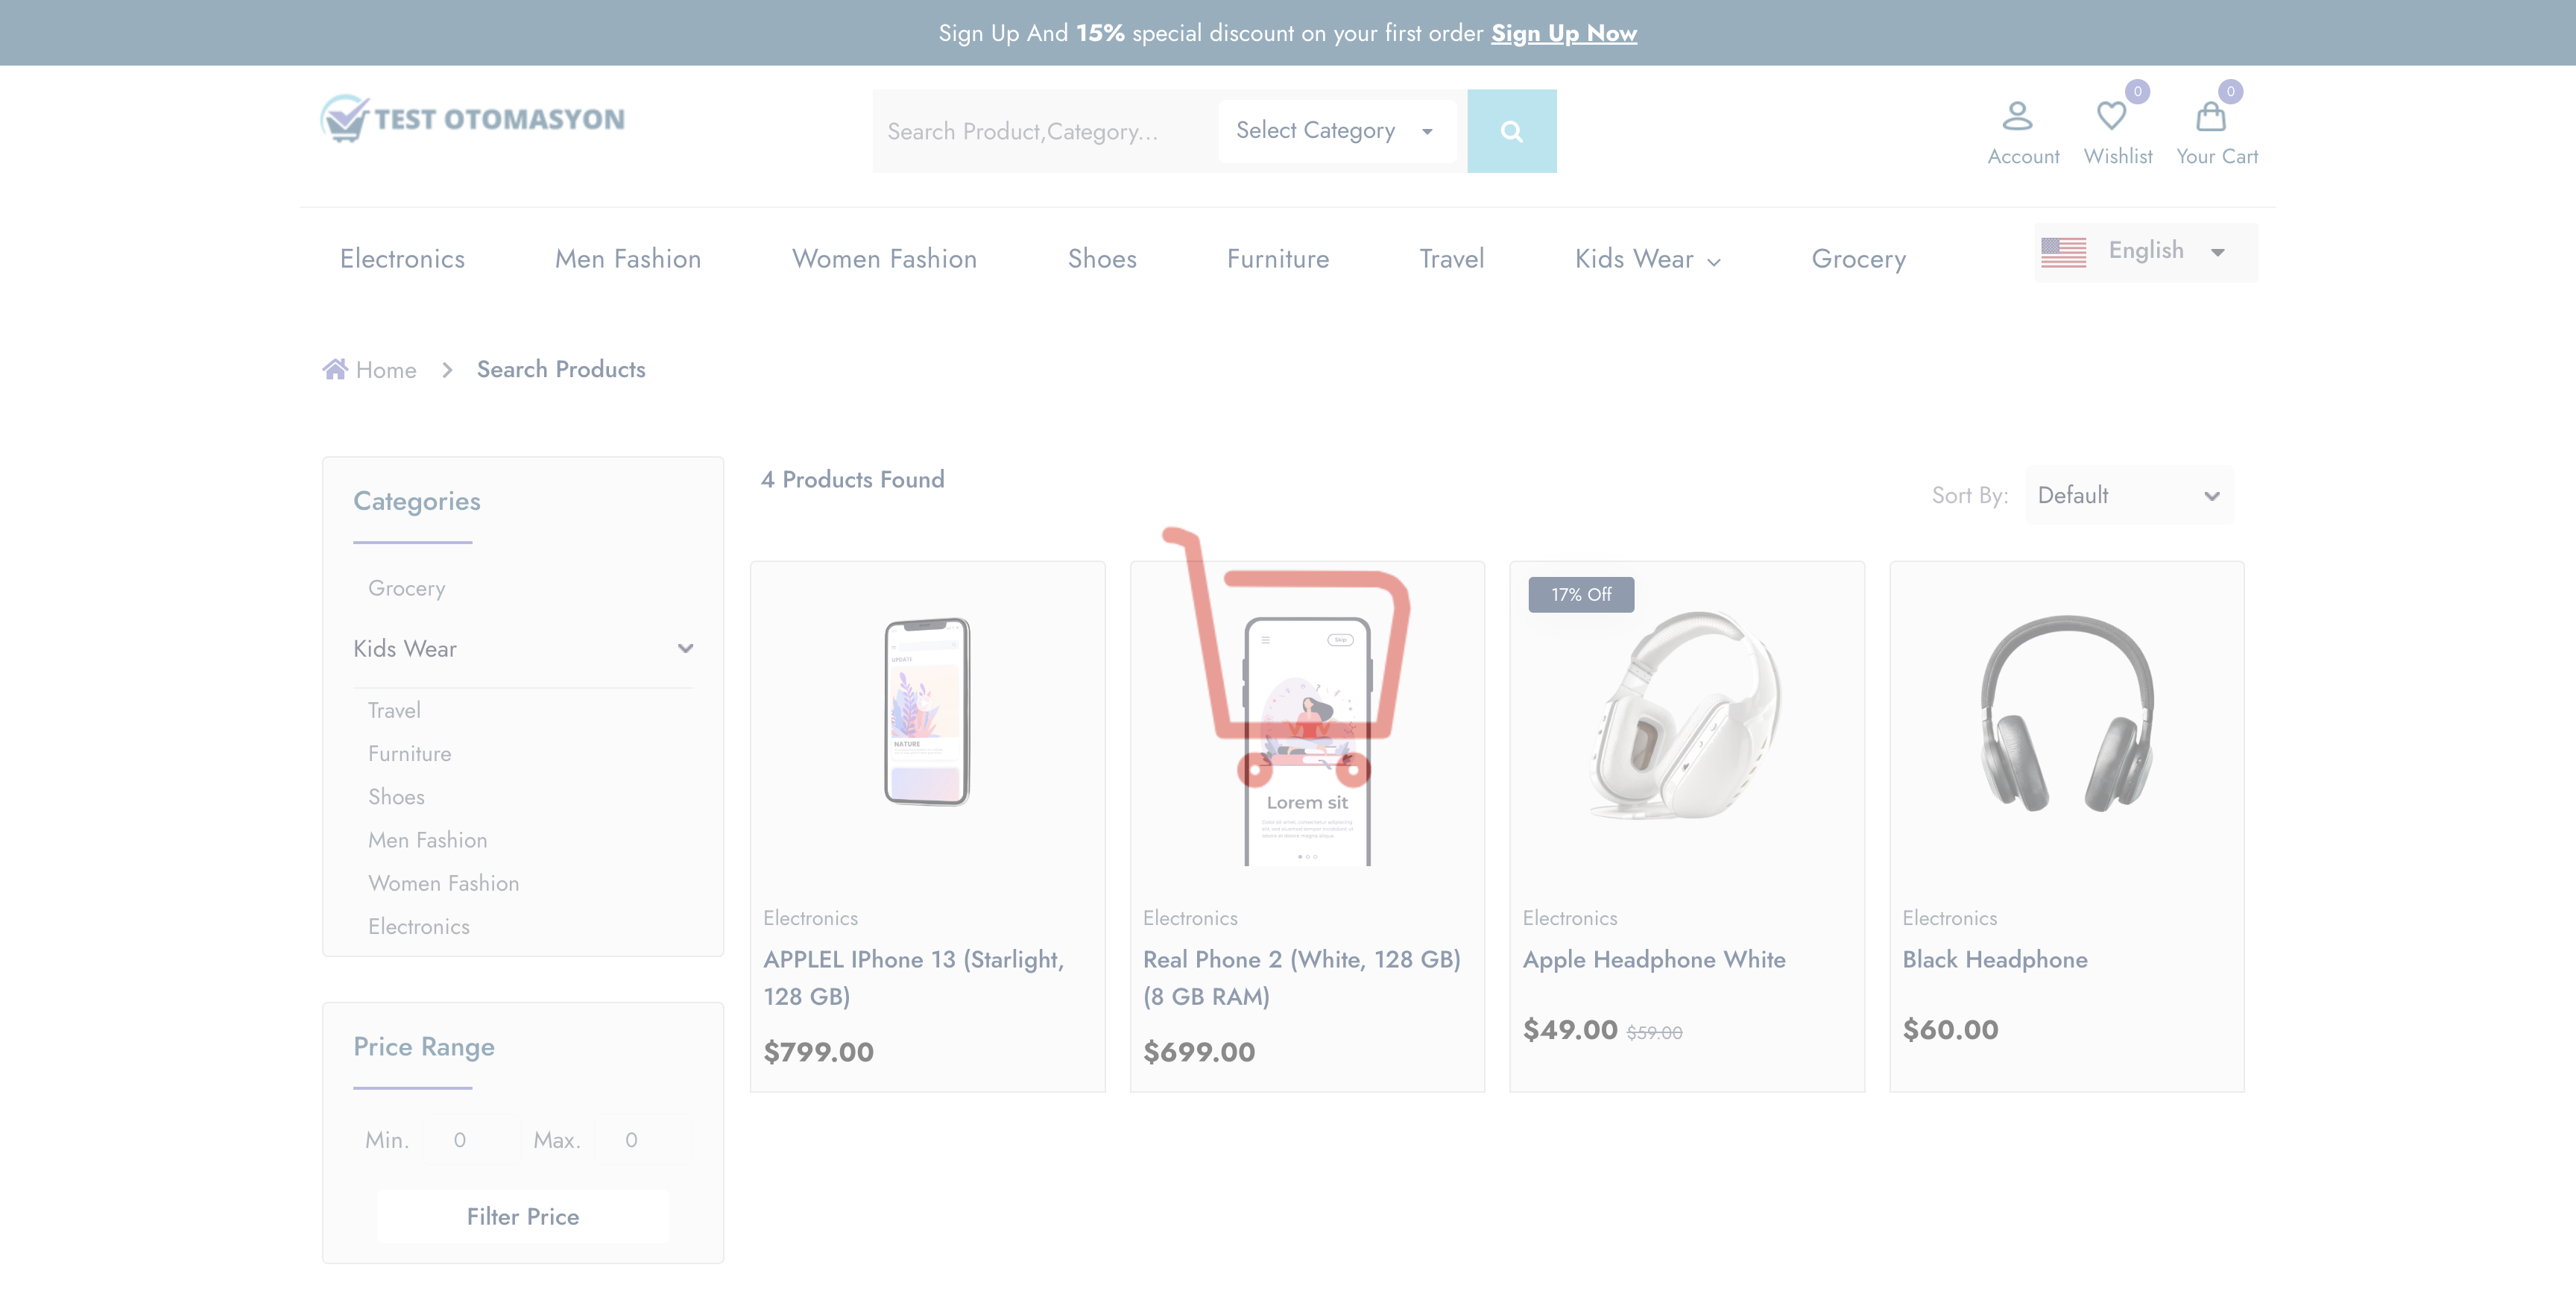 Sign Up And 15% special discount on your first order Sign Up Now
TEST OTOMASYON
Search Product,Category...
Select Category
0
0
Account
Wishlist
Your Cart
Electronics
Men Fashion
Women Fashion
Shoes
Furniture
Travel
Kids Wear
Grocery
English
Home
Search Products
Categories
Grocery
Kids Wear
Travel
Furniture
Shoes
Men Fashion
Women Fashion
Electronics
Price Range
Min.
0
Max.
0
Filter Price
4 Products Found
Sort By:
Default
UPDATE
NATURE
Electronics
APPLEL IPhone 13 (Starlight,
128 GB)
$799.00
Skip
Lorem sit
Electronics
Real Phone 2 (White, 128 GB)
(8 GB RAM)
$699.00
17% Off
Electronics
Apple Headphone White
$49.00 $59.00
Electronics
Black Headphone
$60.00